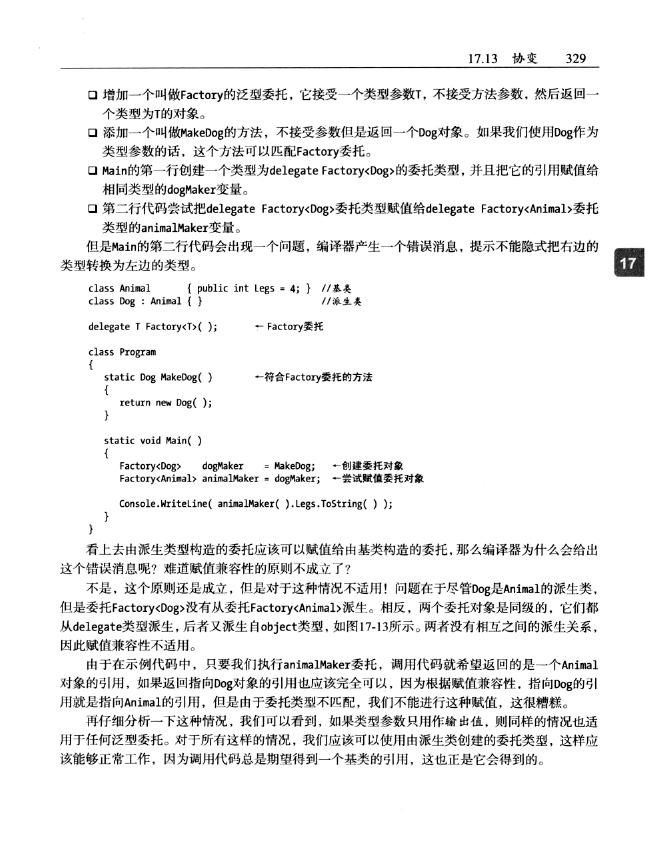 17.13 协变 329
□ 增加一个叫做Factory的泛型委托，它接受一个类型参数T，不接受方法参数，然后返回一
个类型为T的对象。
□ 添加一个叫做MakeDog的方法，不接受参数但是返回一个Dog对象。如果我们使用Dog作为
类型参数的话，这个方法可以匹配Factory委托。
□ Main的第一行创建一个类型为delegate Factory<Dog>的委托类型，并且把它的引用赋值给
相同类型的dogMaker变量。
□ 第二行代码尝试把delegate Factory<Dog>委托类型赋值给delegate Factory<Animal>委托
类型的animalMaker变量。
但是Main的第二行代码会出现一个问题，编译器产生一个错误消息，提示不能隐式把右边的
类型转换为左边的类型。
17
class Animal { public int Legs = 4; } //基类
class Dog : Animal { } //派生类
delegate T Factory<T>( ); ←Factory委托
class Program
{
static Dog MakeDog( ) ←符合Factory委托的方法
{
return new Dog( );
}
static void Main( )
{
Factory<Dog> dogMaker = MakeDog; ←创建委托对象
Factory<Animal> animalMaker = dogMaker; ←尝试赋值委托对象
Console.WriteLine( animalMaker( ).Legs.ToString( ) );
}
}
看上去由派生类型构造的委托应该可以赋值给由基类构造的委托，那么编译器为什么会给出
这个错误消息呢？难道赋值兼容性的原则不成立了？
不是，这个原则还是成立，但是对于这种情况不适用！问题在于尽管Dog是Animal的派生类，
但是委托Factory<Dog>没有从委托Factory<Animal>派生。相反，两个委托对象是同级的，它们都
从delegate类型派生，后者又派生自object类型，如图17-13所示。两者没有相互之间的派生关系，
因此赋值兼容性不适用。
由于在示例代码中，只要我们执行animalMaker委托，调用代码就希望返回的是一个Animal
对象的引用，如果返回指向Dog对象的引用也应该完全可以，因为根据赋值兼容性，指向Dog的引
用就是指向Animal的引用，但是由于委托类型不匹配，我们不能进行这种赋值，这很糟糕。
再仔细分析一下这种情况，我们可以看到，如果类型参数只用作输出值，则同样的情况也适
用于任何泛型委托。对于所有这样的情况，我们应该可以使用由派生类创建的委托类型，这样应
该能够正常工作，因为调用代码总是期望得到一个基类的引用，这也正是它会得到的。